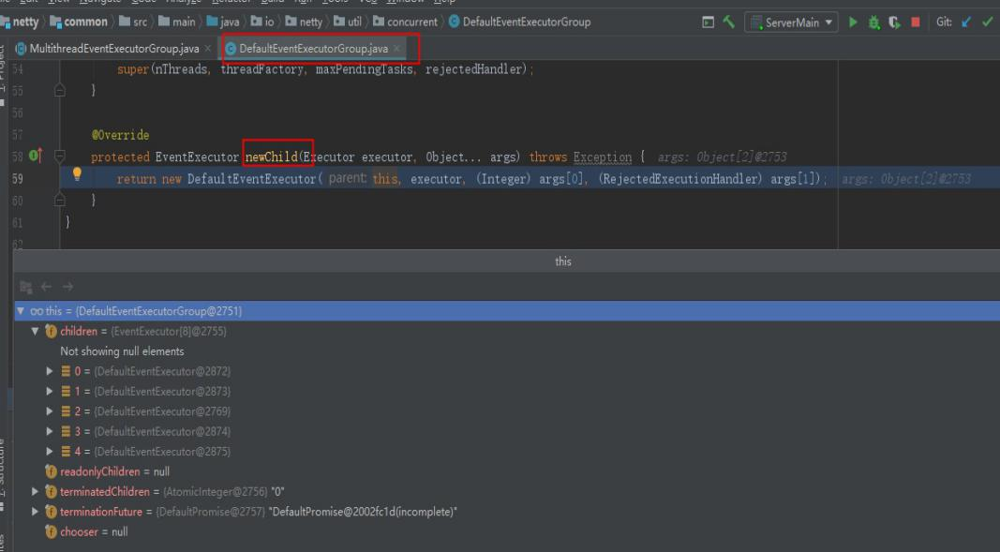 netty common src main java io netty util concurrent DefaultEventExecutorGroup ServerMain Git:
MultithreadEventExecutorGroup.java × DefaultEventExecutorGroup.java ×
54 super(nThreads, threadFactory, maxPendingTasks, rejectedHandler);
55 }
56
57 @Override
58 protected EventExecutor newChild(Executor executor, Object... args) throws Exception { args: Object[2]@2753
59 return new DefaultEventExecutor( parent: this, executor, (Integer) args[0], (RejectedExecutionHandler) args[1]); args: Object[2]@2753
60 }
61 }
62
this
this = {DefaultEventExecutorGroup@2751}
children = {EventExecutor[8]@2755}
Not showing null elements
0 = {DefaultEventExecutor@2872}
1 = {DefaultEventExecutor@2873}
2 = {DefaultEventExecutor@2769}
3 = {DefaultEventExecutor@2874}
4 = {DefaultEventExecutor@2875}
readonlyChildren = null
terminatedChildren = {AtomicInteger@2756} "0"
terminationFuture = {DefaultPromise@2757} "DefaultPromise@2002fc1d(incomplete)"
chooser = null